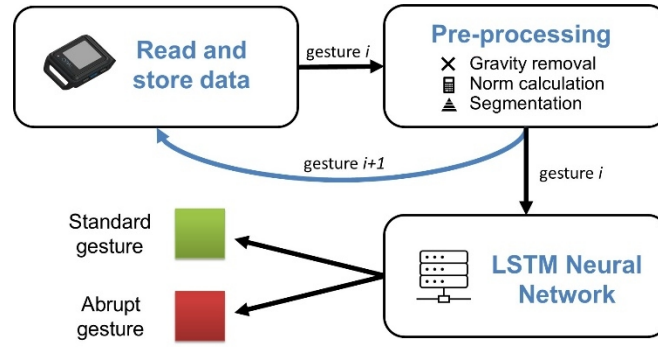 Read and
store data
gesture i
Pre-processing
Gravity removal
Norm calculation
Segmentation
gesture i+1
gesture i
Standard
gesture
Abrupt
gesture
LSTM Neural
Network